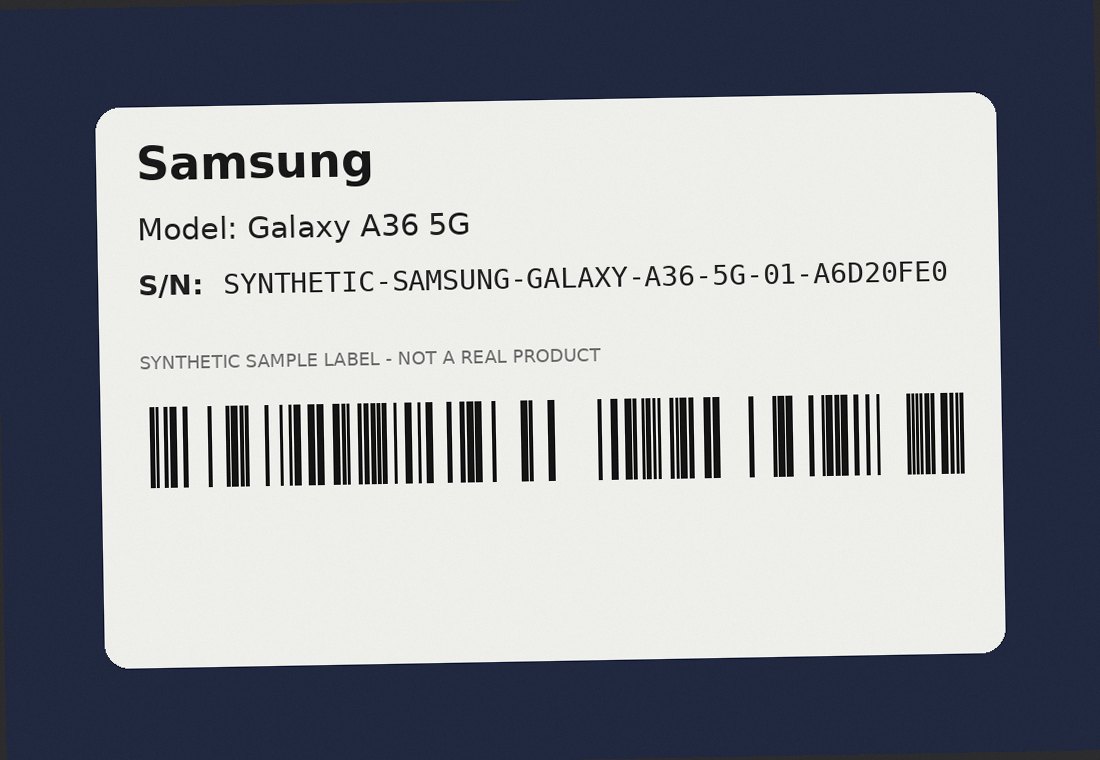 Samsung
Model: Galaxy A36 5G
S/N: SYNTHETIC-SAMSUNG-GALAXY-A36-5G-01-A6D20FE0
SYNTHETIC SAMPLE LABEL - NOT A REAL PRODUCT